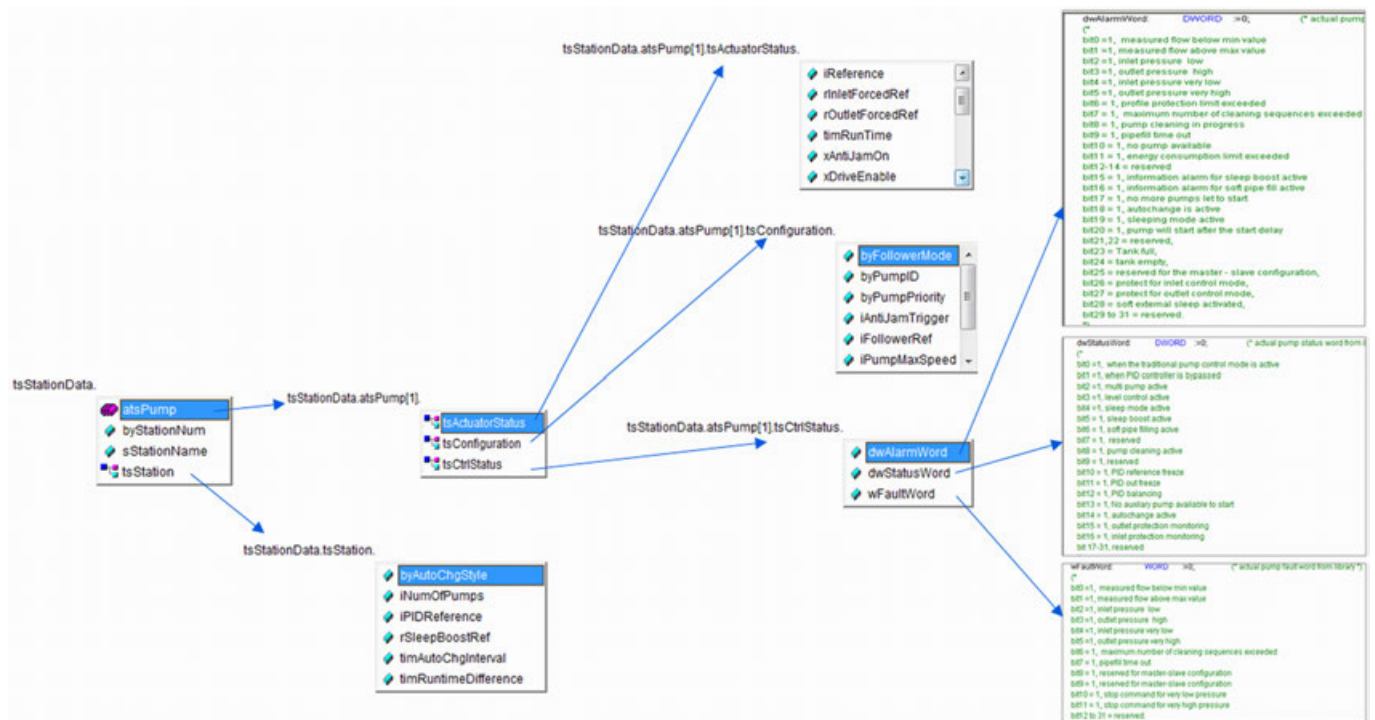 tsStationData.
atsPump
byStationNum
sStationName
tsStation
tsStationData.atsPump[1].
tsActuatorStatus
tsConfiguration
tsCtrlStatus
tsStationData.tsStation.
byAutoChgStyle
iNumOfPumps
iPIDReference
rSleepBoostRef
timAutoChgInterval
timRuntimeDifference
tsStationData.atsPump[1].tsActuatorStatus.
iReference
rInletForcedRef
rOutletForcedRef
timRunTime
xAntiJamOn
xDriveEnable
tsStationData.atsPump[1].tsConfiguration.
byFollowerMode
byPumpID
byPumpPriority
iAntiJamTrigger
iFollowerRef
iPumpMaxSpeed
tsStationData.atsPump[1].tsCtrlStatus.
dwAlarmWord
dwStatusWord
wFaultWord
dwAlarmWord: DWORD :=0; (* actual pump
(*
bit0 =1, measured flow below min value
bit1 =1, measured flow above max value
bit2 =1, inlet pressure low
bit3 =1, outlet pressure high
bit4 =1, inlet pressure very low
bit5 =1, outlet pressure very high
bit6 = 1, profile protection limit exceeded
bit7 = 1, maximum number of cleaning sequences exceeded
bit8 = 1, pump cleaning in progress
bit9 = 1, pipefill time out
bit10 = 1, no pump available
bit11 = 1, energy consumption limit exceeded
bit12-14 = reserved
bit15 = 1, information alarm for sleep boost active
bit16 = 1, information alarm for soft pipe fill active
bit17 = 1, no more pumps let to start
bit18 = 1, autochange is active
bit19 = 1, sleeping mode active
bit20 = 1, pump will start after the start delay
bit21,22 = reserved,
bit23 = Tank full,
bit24 = tank empty,
bit25 = reserved for the master - slave configuration,
bit26 = protect for inlet control mode,
bit27 = protect for outlet control mode,
bit28 = soft external sleep activated,
bit29 to 31 = reserved.
dwStatusWord: DWORD :=0; (* actual pump status word from
(*
bit0 =1, when the traditional pump control mode is active
bit1 =1, when PID controller is bypassed
bit2 =1, multi pump active
bit3 =1, level control active
bit4 =1, sleep mode active
bit5 = 1, sleep boost active
bit6 = 1, soft pipe filling active
bit7 = 1, reserved
bit8 = 1, pump cleaning active
bit9 = 1, reserved
bit10 = 1, PID reference freeze
bit11 = 1, PID out freeze
bit12 = 1, PID balancing
bit13 = 1, No auxilary pump available to start
bit14 = 1, autochange active
bit15 = 1, outlet protection monitoring
bit16 = 1, inlet protection monitoring
bit 17-31, reserved
wFaultWord: WORD :=0; (* actual pump fault word from library *)
(*
bit0 =1, measured flow below min value
bit1 =1, measured flow above max value
bit2 =1, inlet pressure low
bit3 =1, outlet pressure high
bit4 =1, inlet pressure very low
bit5 =1, outlet pressure very high
bit6 = 1, maximum number of cleaning sequences exceeded
bit7 = 1, pipefill time out
bit8 = 1, reserved for master-slave configuration
bit9 = 1, reserved for master-slave configuration
bit10 = 1, stop command for very low pressure
bit11 = 1, stop command for very high pressure
bit12 to 31 = reserved.